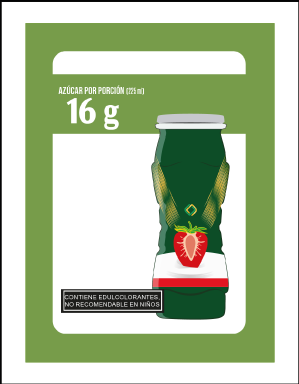 AZÚCAR POR PORCIÓN (225 ml)
16 g
CONTIENE EDULCOLORANTES,
NO RECOMENDABLE EN NIÑOS